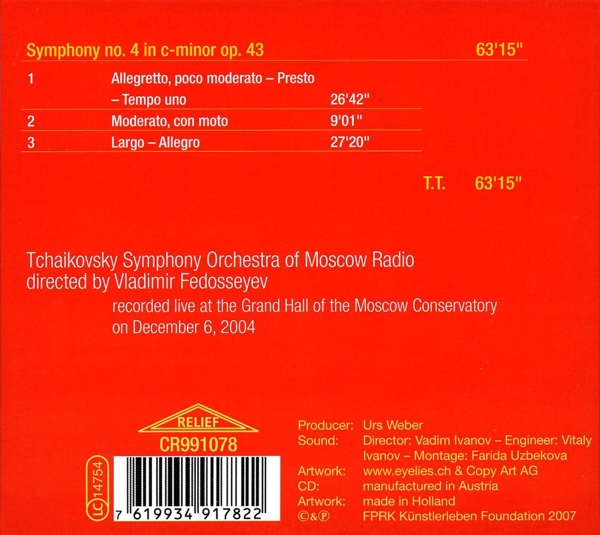 Symphony no. 4 in c-minor op. 43 63'15"
1 Allegretto, poco moderato – Presto
– Tempo uno 26'42"
2 Moderato, con moto 9'01"
3 Largo – Allegro 27'20"
T.T. 63'15"
Tchaikovsky Symphony Orchestra of Moscow Radio
directed by Vladimir Fedosseyev
recorded live at the Grand Hall of the Moscow Conservatory
on December 6, 2004
RELIEF
CR991078
LC 14754
7 619934 917822
Producer: Urs Weber
Sound: Director: Vadim Ivanov – Engineer: Vitaly
Ivanov – Montage: Farida Uzbekova
Artwork: www.eyelies.ch & Copy Art AG
CD: manufactured in Austria
Artwork: made in Holland
©&℗ FPRK Künstlerleben Foundation 2007